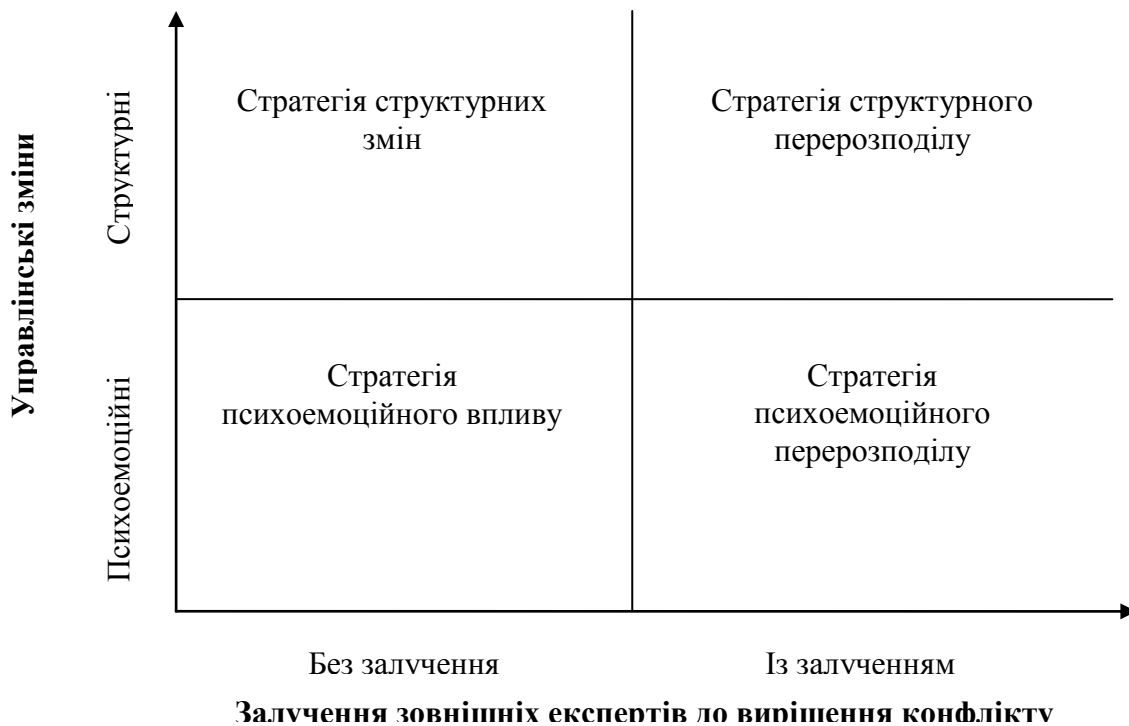 Управлінські зміни
Структурні
Психоемоційні
Стратегія структурних
змін
Стратегія структурного
перерозподілу
Стратегія
психоемоційного впливу
Стратегія
психоемоційного
перерозподілу
Без залучення
Із залученням
Залучення зовнішніх експертів до вирішення конфлікту